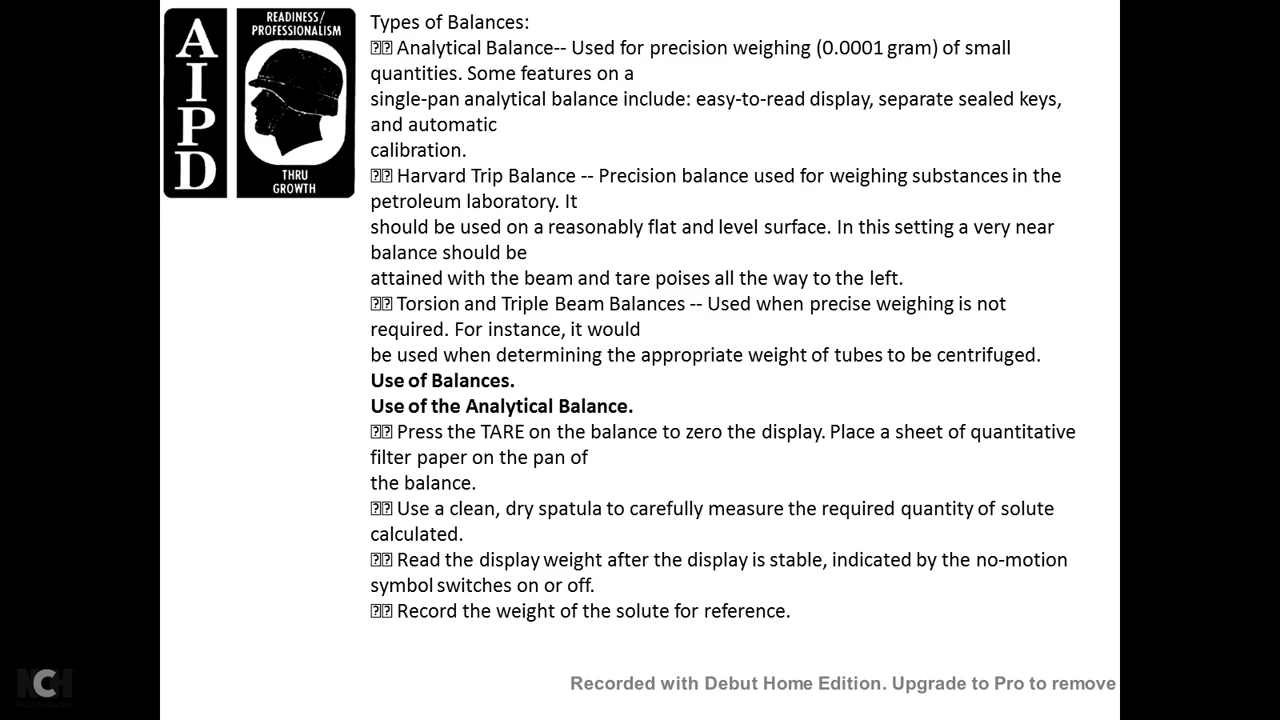 AIPD
READINESS/
PROFESSIONALISM
THRU
GROWTH
Types of Balances:
Analytical Balance-- Used for precision weighing (0.0001 gram) of small
quantities. Some features on a
single-pan analytical balance include: easy-to-read display, separate sealed keys,
and automatic
calibration.
Harvard Trip Balance -- Precision balance used for weighing substances in the
petroleum laboratory. It
should be used on a reasonably flat and level surface. In this setting a very near
balance should be
attained with the beam and tare poises all the way to the left.
Torsion and Triple Beam Balances -- Used when precise weighing is not
required. For instance, it would
be used when determining the appropriate weight of tubes to be centrifuged.
Use of Balances.
Use of the Analytical Balance.
Press the TARE on the balance to zero the display. Place a sheet of quantitative
filter paper on the pan of
the balance.
Use a clean, dry spatula to carefully measure the required quantity of solute
calculated.
Read the display weight after the display is stable, indicated by the no-motion
symbol switches on or off.
Record the weight of the solute for reference.
NCH
Recorded with Debut Home Edition. Upgrade to Pro to remove